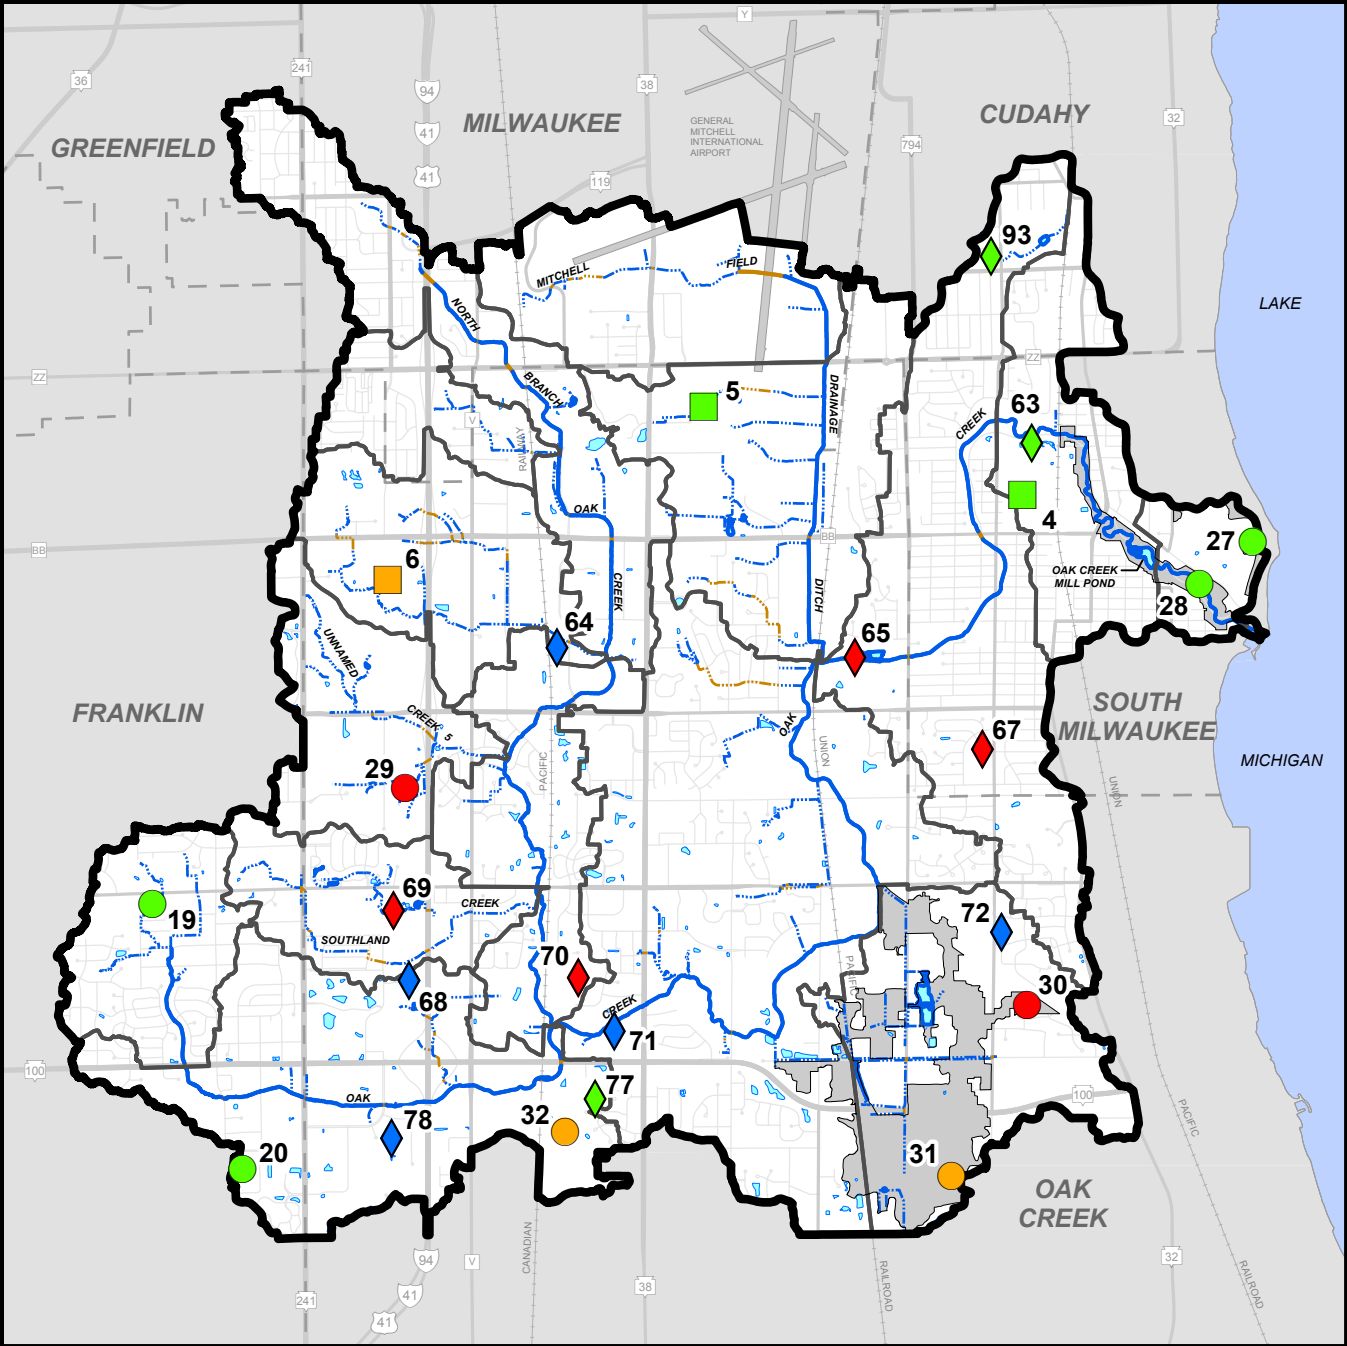 Y
241
36
94
38
MILWAUKEE
CUDAHY
32
GENERAL
MITCHELL
INTERNATIONAL
AIRPORT
41
794
GREENFIELD
41
119
93
MITCHELL
FIELD
NORTH
LAKE
ZZ
ZZ
BRANCH
5
DRAINAGE
63
CREEK
V
RAILWAY
OAK
4
BB
BB
27
6
OAK CREEK
MILL POND
CREEK
DITCH
28
64
65
UNNAMED
FRANKLIN
SOUTH
MILWAUKEE
CREEK 5
OAK
67
UNION
PACIFIC
MICHIGAN
29
UNION
69
CREEK
19
72
SOUTHLAND
70
PACIFIC
30
68
CREEK
71
100
77
OAK
100
78
32
PACIFIC
20
31
OAK
CREEK
CANADIAN
94
V
32
RAILROAD
RAILROAD
38
241
41
41